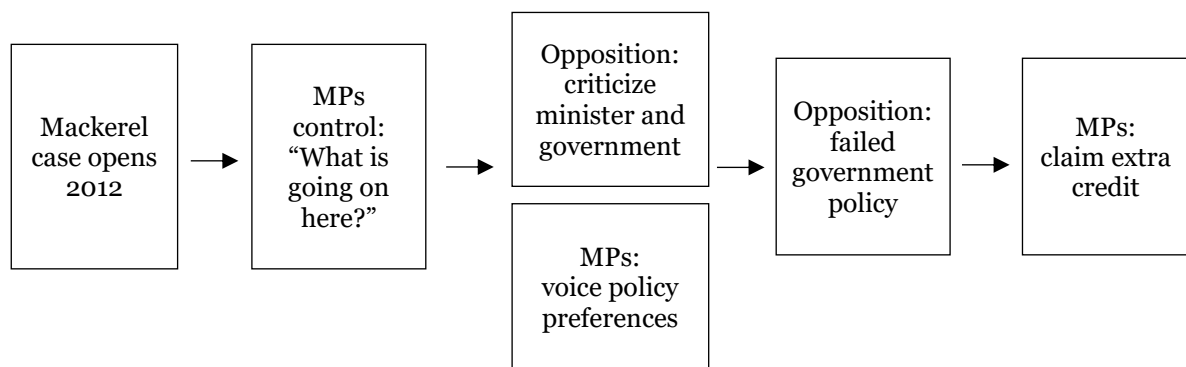 Mackerel
case opens
2012
MPs
control:
“What is
going on
here?”
Opposition:
criticize
minister and
government
MPs:
voice policy
preferences
Opposition:
failed
government
policy
MPs:
claim extra
credit